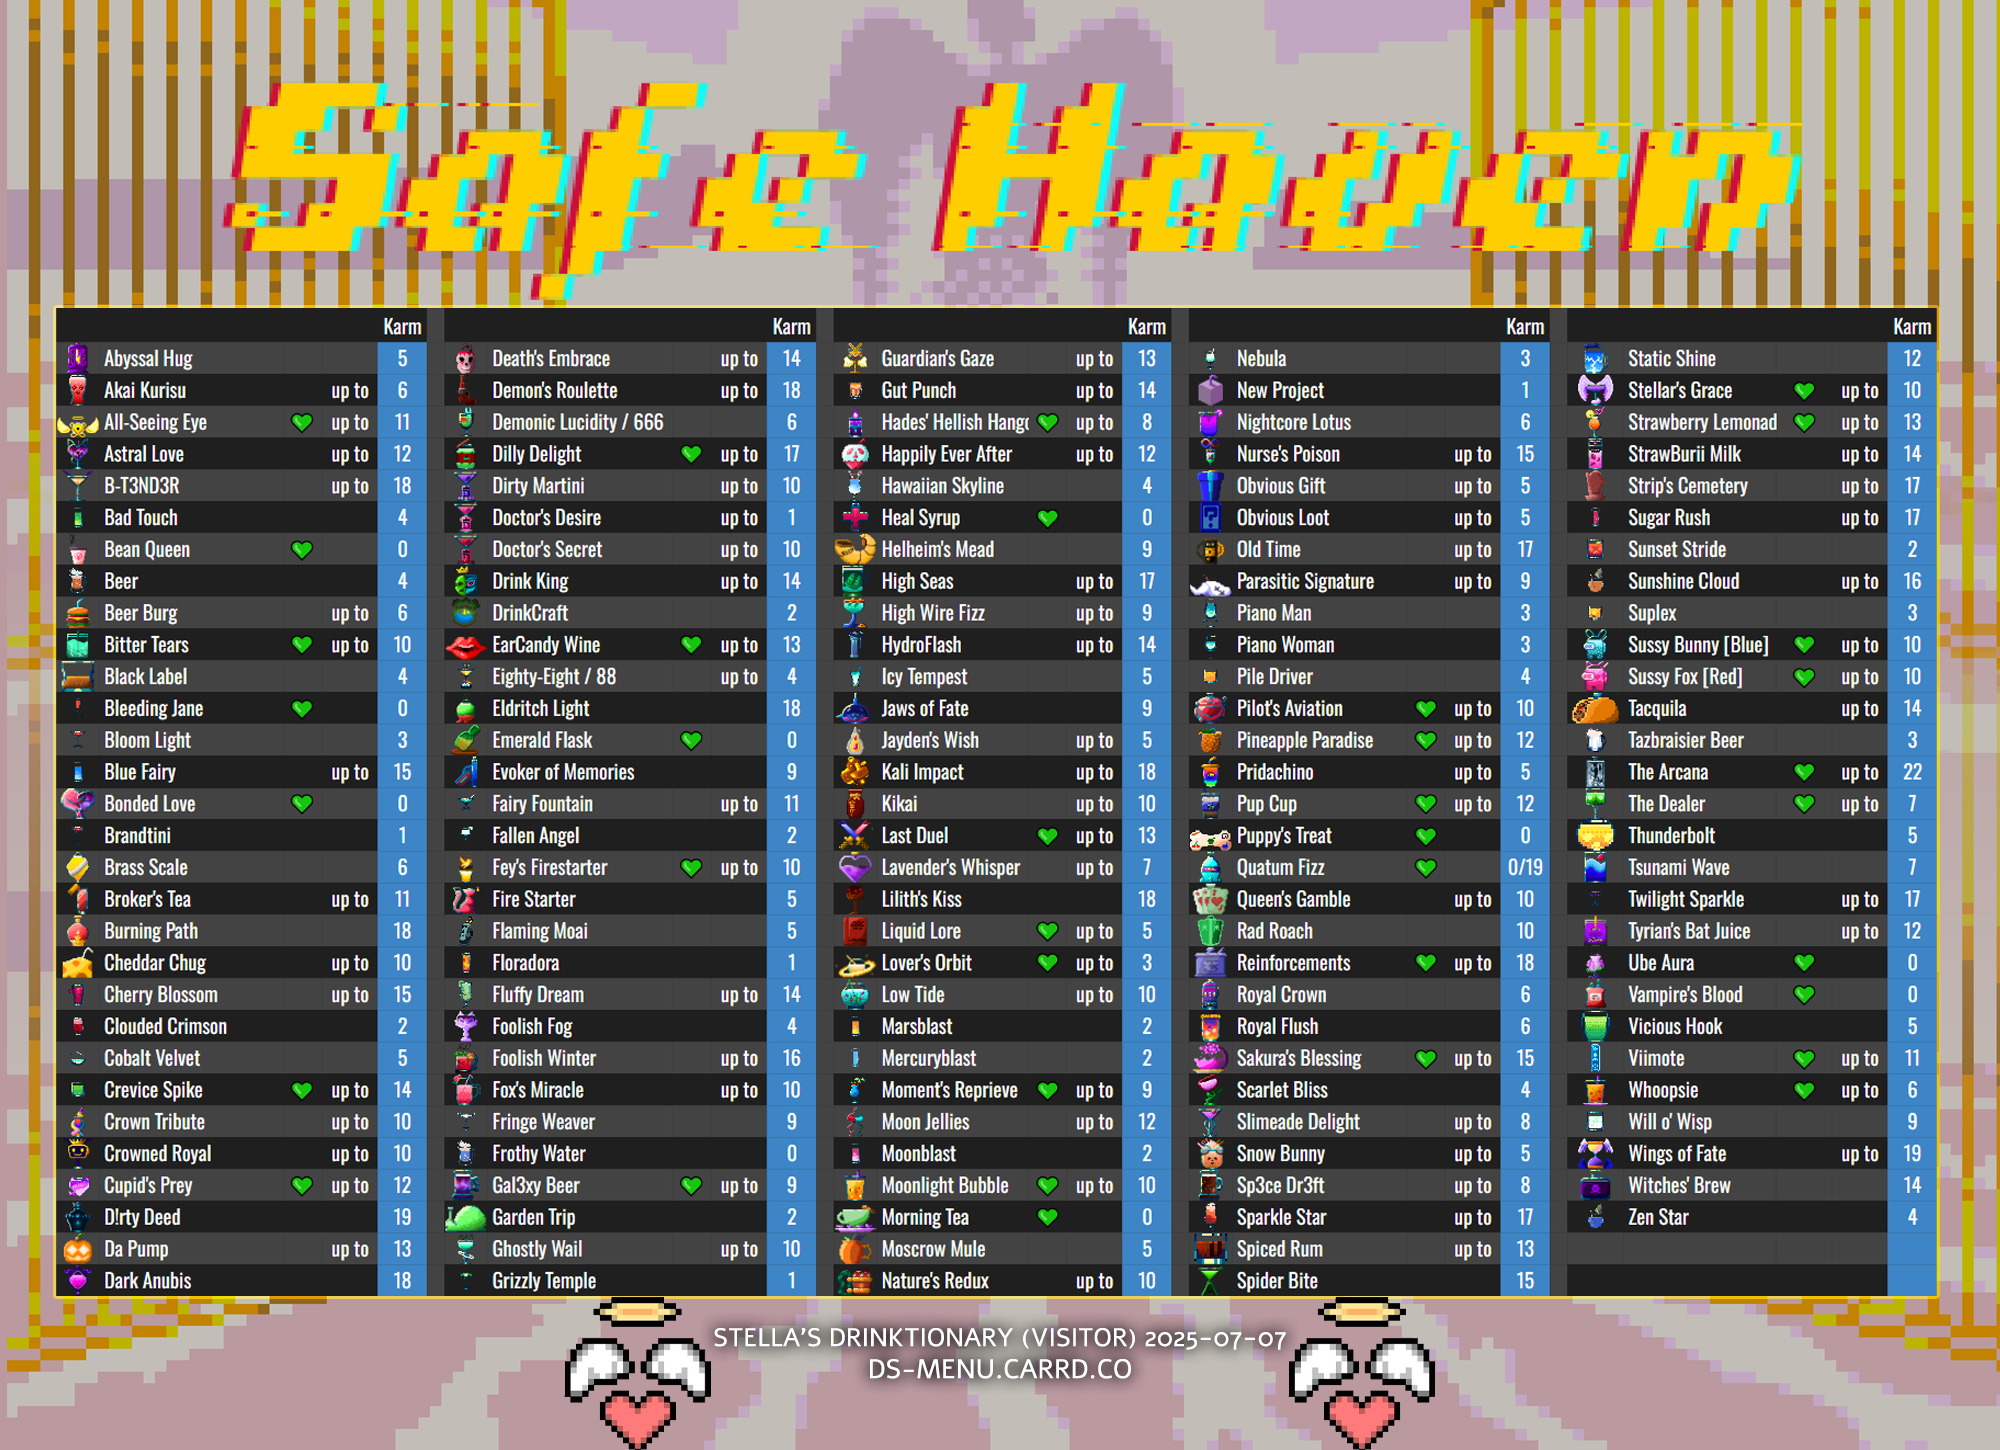 Safe Haven
Karm
Abyssal Hug 5
Akai Kurisu up to 6
All-Seeing Eye up to 11
Astral Love up to 12
B-T3ND3R up to 18
Bad Touch 4
Bean Queen 0
Beer 4
Beer Burg up to 6
Bitter Tears up to 10
Black Label 4
Bleeding Jane 0
Bloom Light 3
Blue Fairy up to 15
Bonded Love 0
Brandtini 1
Brass Scale 6
Broker's Tea up to 11
Burning Path 18
Cheddar Chug up to 10
Cherry Blossom up to 15
Clouded Crimson 2
Cobalt Velvet 5
Crevice Spike up to 14
Crown Tribute up to 10
Crowned Royal up to 10
Cupid's Prey up to 12
D!rty Deed 19
Da Pump up to 13
Dark Anubis 18
Karm
Death's Embrace up to 14
Demon's Roulette up to 18
Demonic Lucidity / 666 6
Dilly Delight up to 17
Dirty Martini up to 10
Doctor's Desire up to 1
Doctor's Secret up to 10
Drink King up to 14
DrinkCraft 2
EarCandy Wine up to 13
Eighty-Eight / 88 up to 4
Eldritch Light 18
Emerald Flask 0
Evoker of Memories 9
Fairy Fountain up to 11
Fallen Angel 2
Fey's Firestarter up to 10
Fire Starter 5
Flaming Moai 5
Floradora 1
Fluffy Dream up to 14
Foolish Fog 4
Foolish Winter up to 16
Fox's Miracle up to 10
Fringe Weaver 9
Frothy Water 0
Gal3xy Beer up to 9
Garden Trip 2
Ghostly Wail up to 10
Grizzly Temple 1
Karm
Guardian's Gaze up to 13
Gut Punch up to 14
Hades' Hellish Hang up to 8
Happily Ever After up to 12
Hawaiian Skyline 4
Heal Syrup 0
Helheim's Mead 9
High Seas up to 17
High Wire Fizz up to 9
HydroFlash up to 14
Icy Tempest 5
Jaws of Fate 9
Jayden's Wish up to 5
Kali Impact up to 18
Kikai up to 10
Last Duel up to 13
Lavender's Whisper up to 7
Lilith's Kiss 18
Liquid Lore up to 5
Lover's Orbit up to 3
Low Tide up to 10
Marsblast 2
Mercuryblast 2
Moment's Reprieve up to 9
Moon Jellies up to 12
Moonblast 2
Moonlight Bubble up to 10
Morning Tea 0
Moscrow Mule 5
Nature's Redux up to 10
Karm
Nebula 3
New Project 1
Nightcore Lotus 6
Nurse's Poison up to 15
Obvious Gift up to 5
Obvious Loot up to 5
Old Time up to 17
Parasitic Signature up to 9
Piano Man 3
Piano Woman 3
Pile Driver 4
Pilot's Aviation up to 10
Pineapple Paradise up to 12
Pridachino up to 5
Pup Cup up to 12
Puppy's Treat 0
Quatum Fizz 0/19
Queen's Gamble up to 10
Rad Roach 10
Reinforcements up to 18
Royal Crown 6
Royal Flush 6
Sakura's Blessing up to 15
Scarlet Bliss 4
Slimeade Delight up to 8
Snow Bunny up to 5
Sp3ce Dr3ft up to 8
Sparkle Star up to 17
Spiced Rum up to 13
Spider Bite 15
Karm
Static Shine 12
Stellar's Grace up to 10
Strawberry Lemonad up to 13
StrawBurii Milk up to 14
Strip's Cemetery up to 17
Sugar Rush up to 17
Sunset Stride 2
Sunshine Cloud up to 16
Suplex 3
Sussy Bunny [Blue] up to 10
Sussy Fox [Red] up to 10
Tacquila up to 14
Tazbraisier Beer 3
The Arcana up to 22
The Dealer up to 7
Thunderbolt 5
Tsunami Wave 7
Twilight Sparkle up to 17
Tyrian's Bat Juice up to 12
Ube Aura 0
Vampire's Blood 0
Vicious Hook 5
Viimote up to 11
Whoopsie up to 6
Will o' Wisp 9
Wings of Fate up to 19
Witches' Brew 14
Zen Star 4
STELLA'S DRINKTIONARY (VISITOR) 2025-07-07
DS-MENU.CARRD.CO